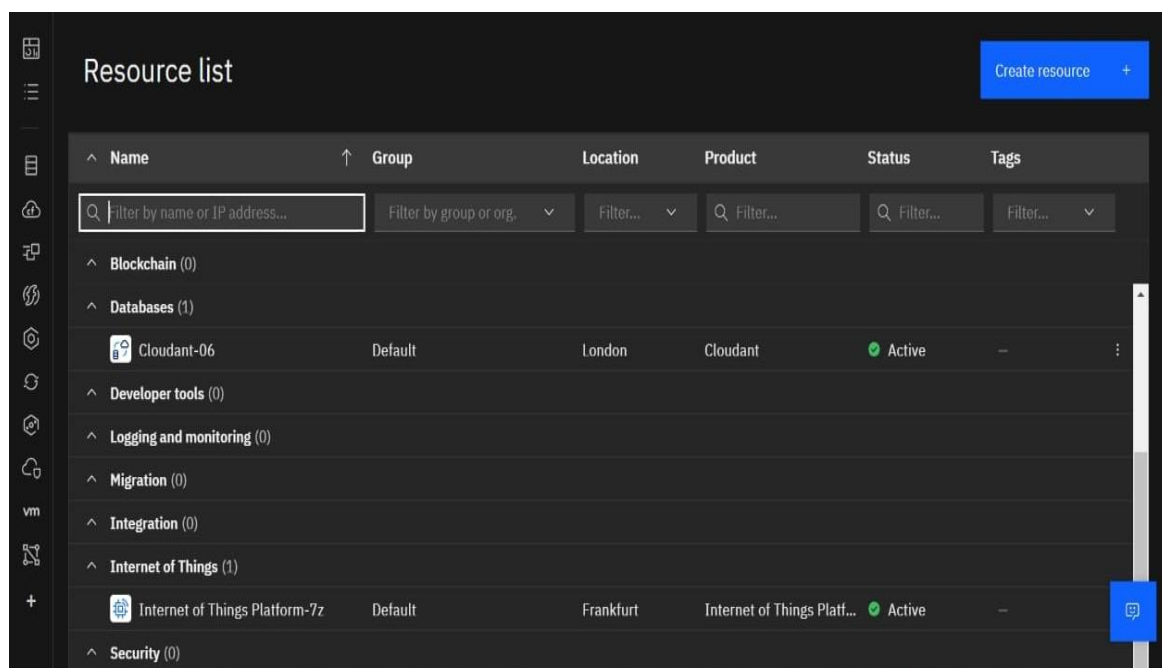 Resource list
Create resource +
Name Group Location Product Status Tags
Filter by name or IP address... Filter by group or org. Filter... Filter... Filter... Filter...
Blockchain (0)
Databases (1)
Cloudant-06 Default London Cloudant Active –
Developer tools (0)
Logging and monitoring (0)
Migration (0)
vm
Integration (0)
Internet of Things (1)
Internet of Things Platform-7z Default Frankfurt Internet of Things Platf... Active –
Security (0)